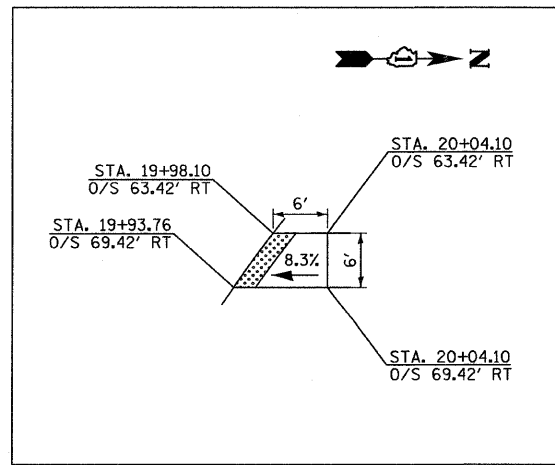 N
STA. 20+04.10
O/S 63.42' RT
STA. 19+98.10
O/S 63.42' RT
6'
STA. 19+93.76
O/S 69.42' RT
8.3%
6'
STA. 20+04.10
O/S 69.42' RT